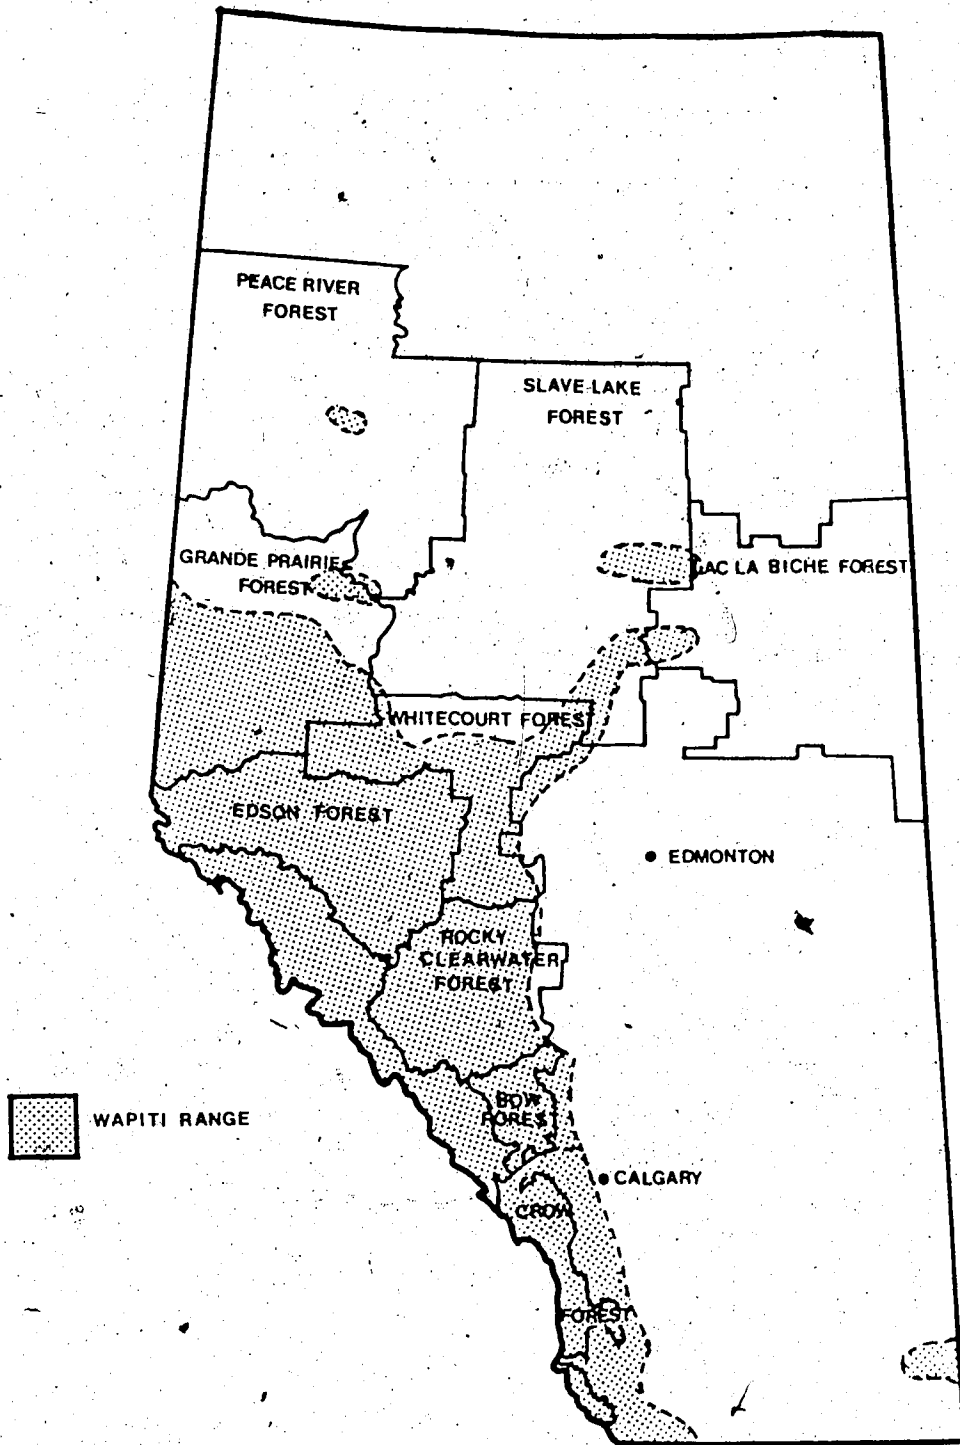 PEACE RIVER
FOREST
SLAVE LAKE
FOREST
GRANDE PRAIRIE
FOREST
LAC LA BICHE FOREST
WHITECOURT FOREST
EDSON FOREST
EDMONTON
ROCKY
CLEARWATER
FOREST
BOW
FOREST
WAPITI RANGE
CALGARY
CROW
FOREST